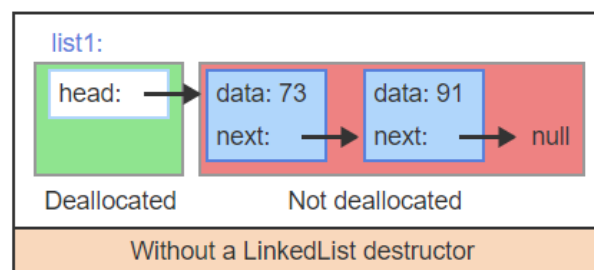 list1:
head: data: 73 data: 91
next: next: null
Deallocated Not deallocated
Without a LinkedList destructor